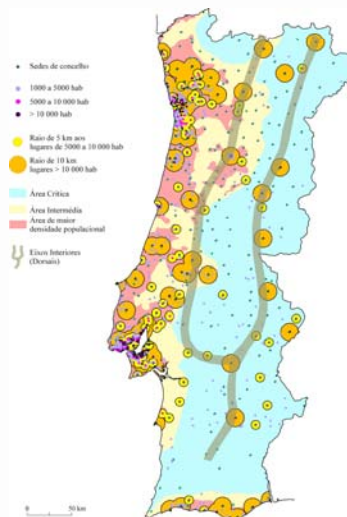 Sedes de concelho
1000 a 5000 hab
5000 a 10 000 hab
> 10 000 hab
Raio de 5 km aos
lugares de 5000 a 10 000 hab
Raio de 10 km
lugares > 10 000 hab
Área Crítica
Área Intermédia
Área de maior
densidade populacional
Eixos Interiores
(Dorsais)
0 50 km